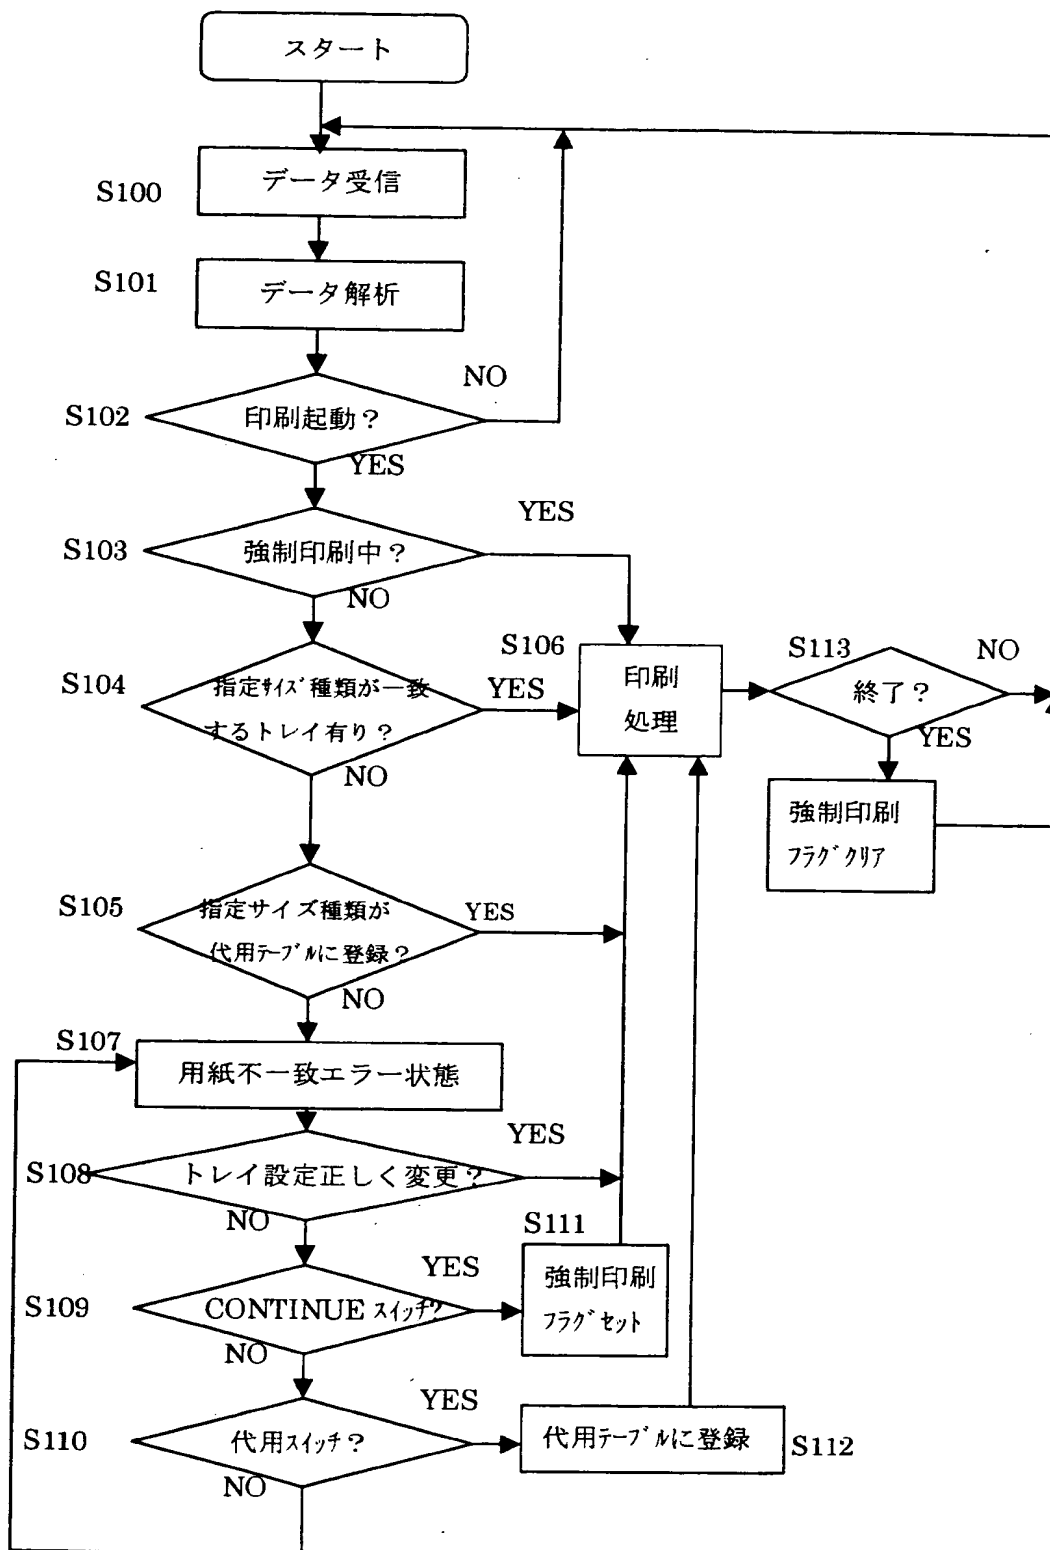 スタート
S100
データ受信
S101
データ解析
NO
S102
印刷起動？
YES
YES
S103
強制印刷中？
NO
S106
印刷
処理
S113
NO
終了？
YES
S104
指定ｻｲｽﾞ種類が一致
するトレイ有り？
YES
NO
強制印刷
ﾌﾗｸﾞｸﾘｱ
S105
指定サイズ種類が
代用ﾃｰﾌﾞﾙに登録？
YES
NO
S107
用紙不一致エラー状態
YES
S108
トレイ設定正しく変更？
NO
S111
強制印刷
ﾌﾗｸﾞｾｯﾄ
YES
S109
CONTINUE ｽｲｯﾁ?
NO
YES
S110
代用ｽｲｯﾁ？
代用ﾃｰﾌﾞﾙに登録
S112
NO